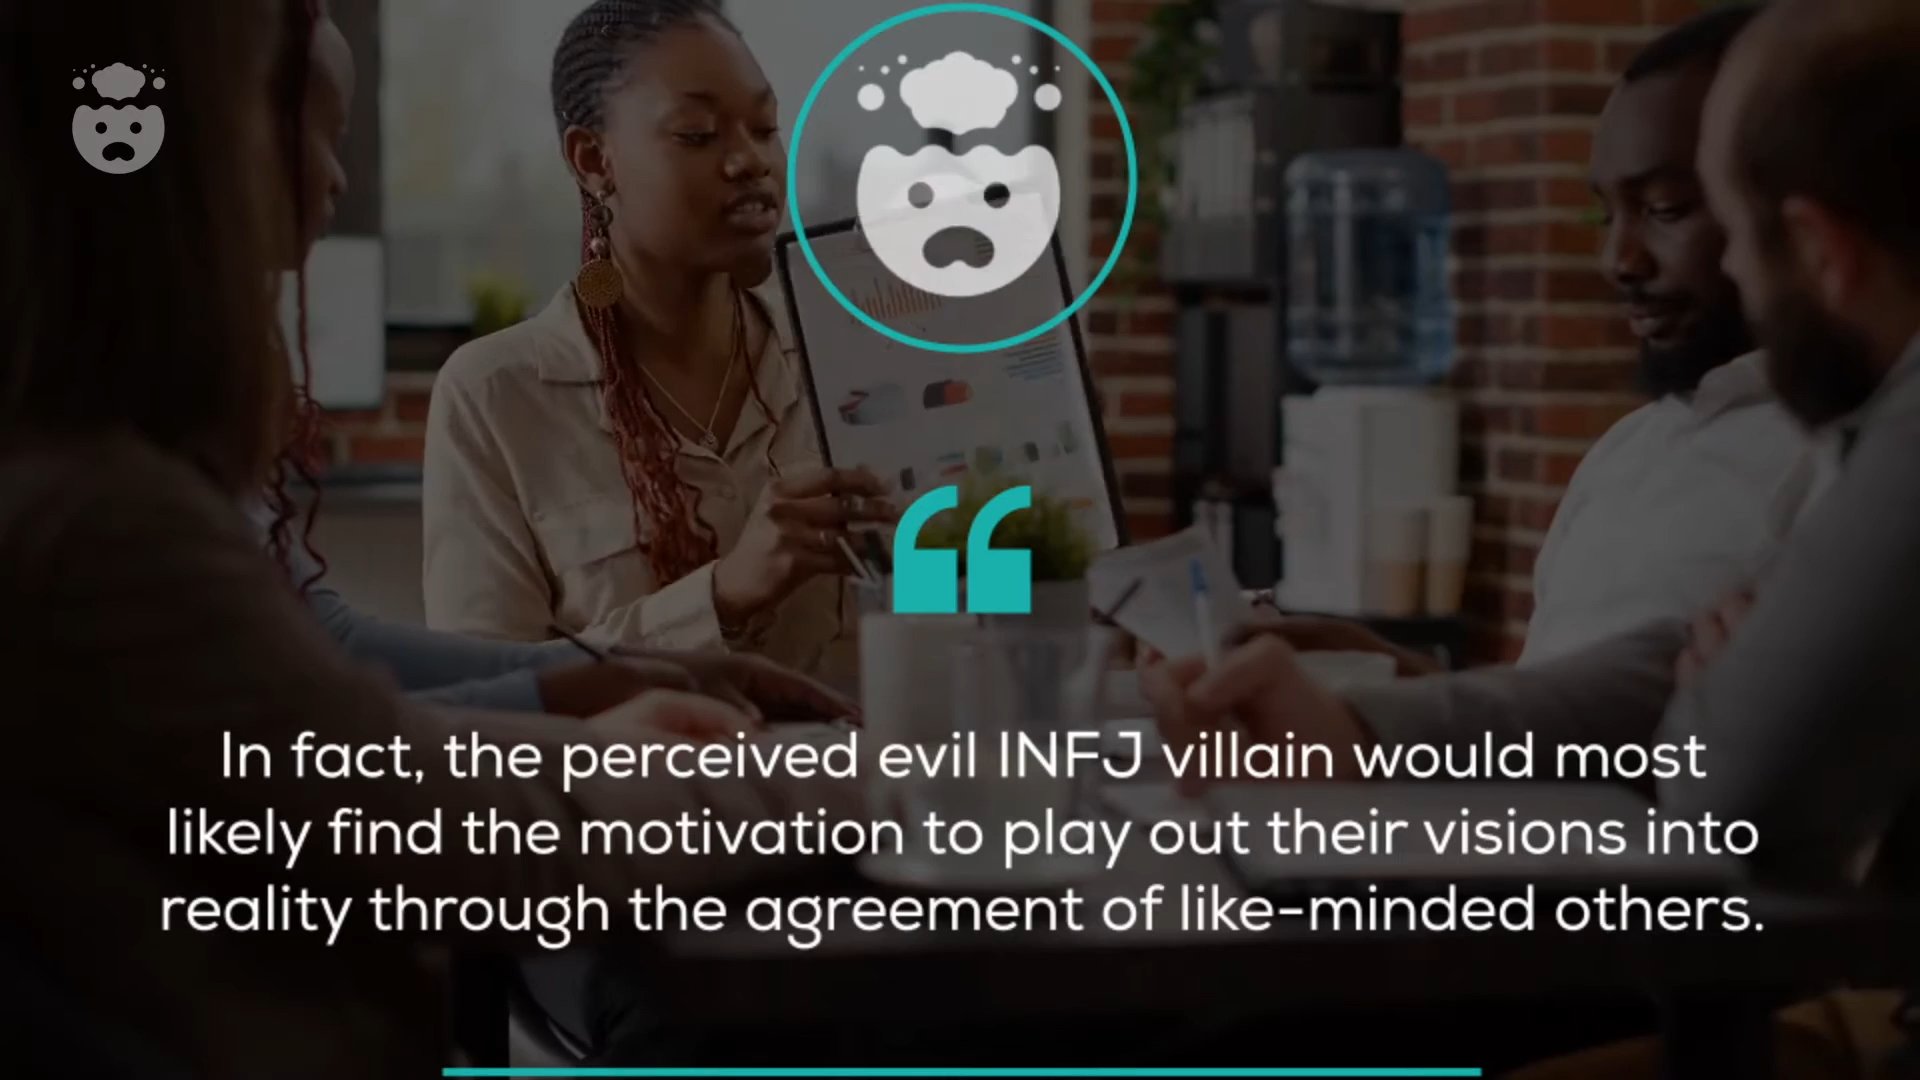 In fact, the perceived evil INFJ villain would most
likely find the motivation to play out their visions into
reality through the agreement of like-minded others.